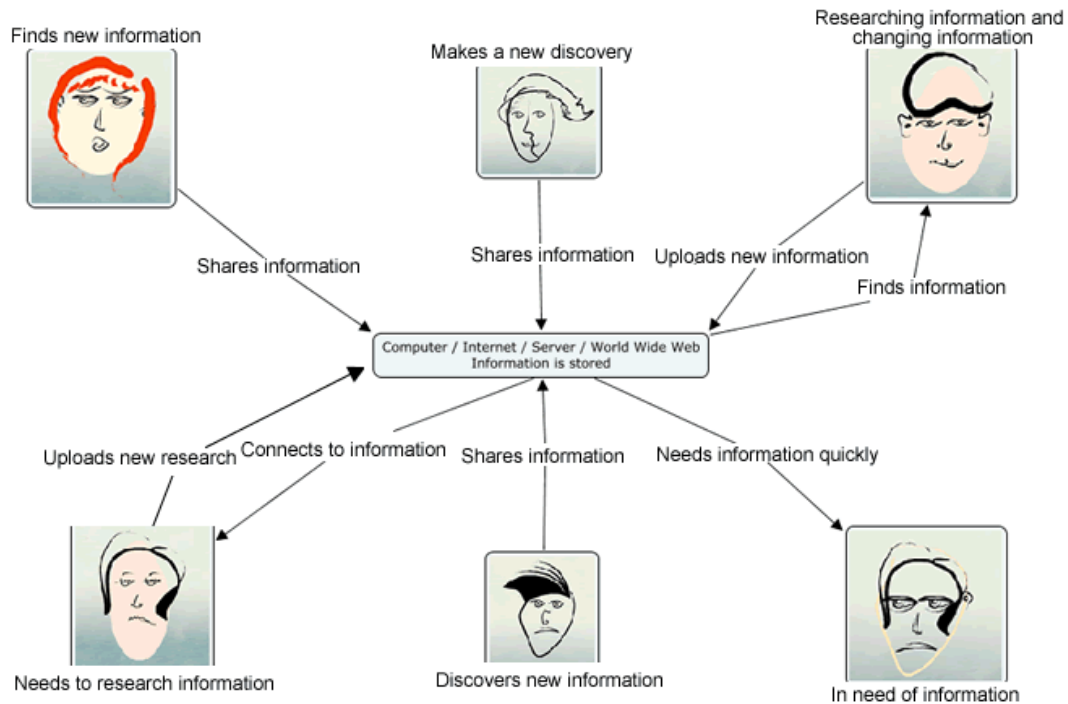 Finds new information
Makes a new discovery
Researching information and
changing information
Shares information
Shares information
Uploads new information
Finds information
Computer / Internet / Server / World Wide Web
Information is stored
Uploads new research
Connects to information
Shares information
Needs information quickly
Needs to research information
Discovers new information
In need of information